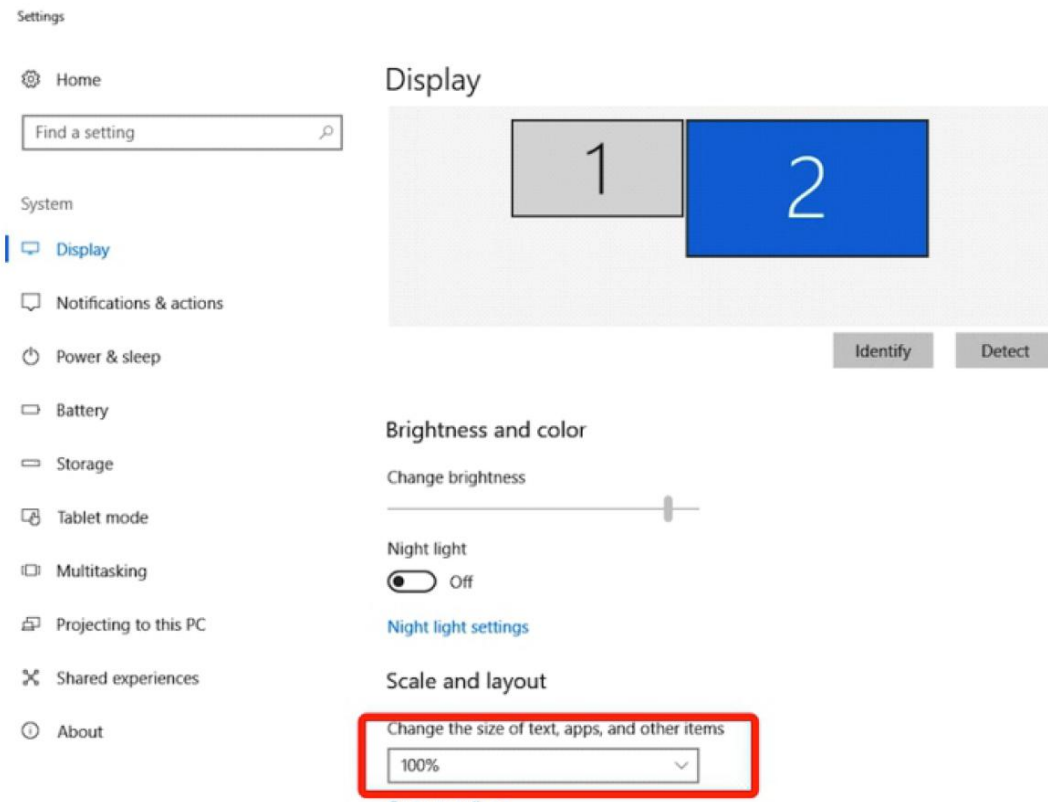 Settings
Home
Find a setting
System
Display
Notifications & actions
Power & sleep
Battery
Storage
Tablet mode
Multitasking
Projecting to this PC
Shared experiences
About
Display
1
2
Identify Detect
Brightness and color
Change brightness
Night light
Off
Night light settings
Scale and layout
Change the size of text, apps, and other items
100%